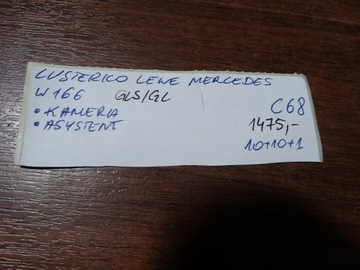 LUSTERKO LEWE MERCEDES
W166 GLS/GL C68
• KAMERA 1475,-
• ASYSTENT 10+10+1